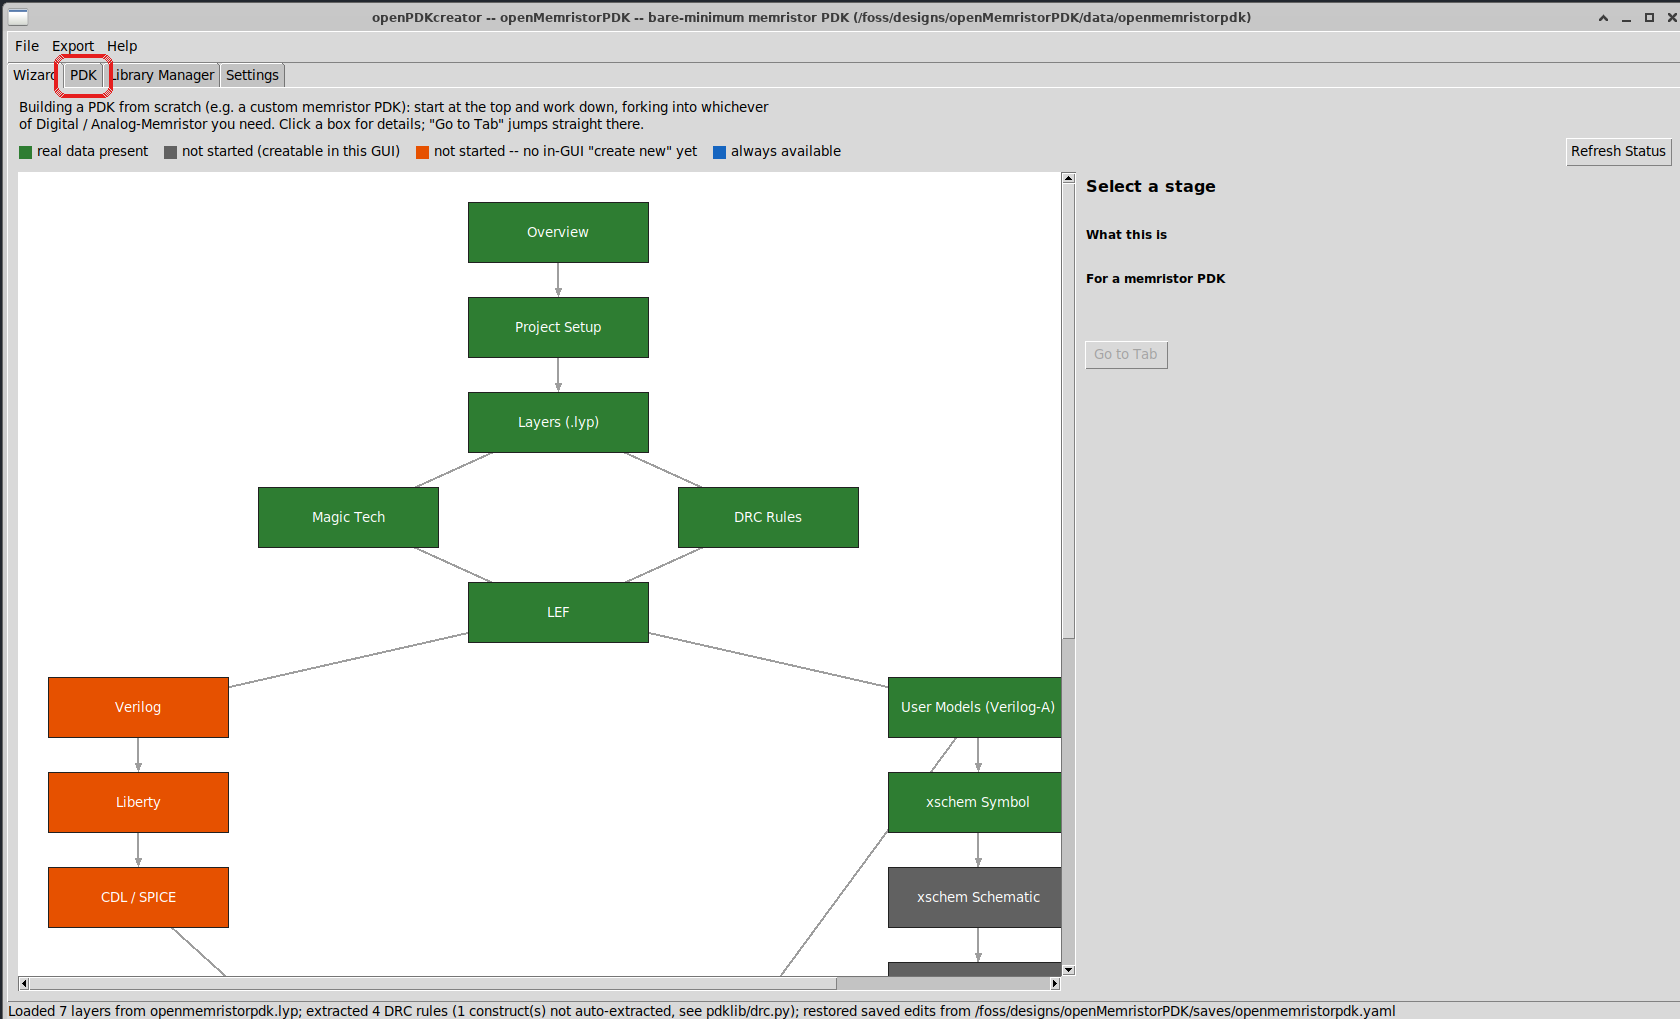 openPDKcreator -- openMemristorPDK -- bare-minimum memristor PDK (/foss/designs/openMemristorPDK/data/openmemristorpdk)
File Export Help
Wizard PDK Library Manager Settings
Building a PDK from scratch (e.g. a custom memristor PDK): start at the top and work down, forking into whichever
of Digital / Analog-Memristor you need. Click a box for details; "Go to Tab" jumps straight there.
real data present not started (creatable in this GUI) not started -- no in-GUI "create new" yet always available
Refresh Status
Overview
Project Setup
Layers (.lyp)
Magic Tech
DRC Rules
LEF
Verilog
User Models (Verilog-A)
Liberty
xschem Symbol
CDL / SPICE
xschem Schematic
Select a stage
What this is
For a memristor PDK
Go to Tab
Loaded 7 layers from openmemristorpdk.lyp; extracted 4 DRC rules (1 construct(s) not auto-extracted, see pdklib/drc.py); restored saved edits from /foss/designs/openMemristorPDK/saves/openmemristorpdk.yaml